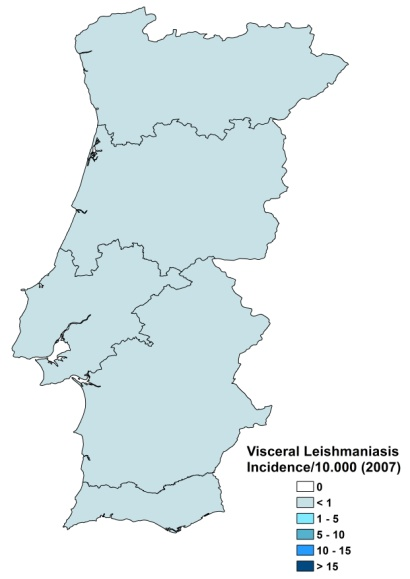 Visceral Leishmaniasis
Incidence/10.000 (2007)
0
< 1
1 - 5
5 - 10
10 - 15
> 15